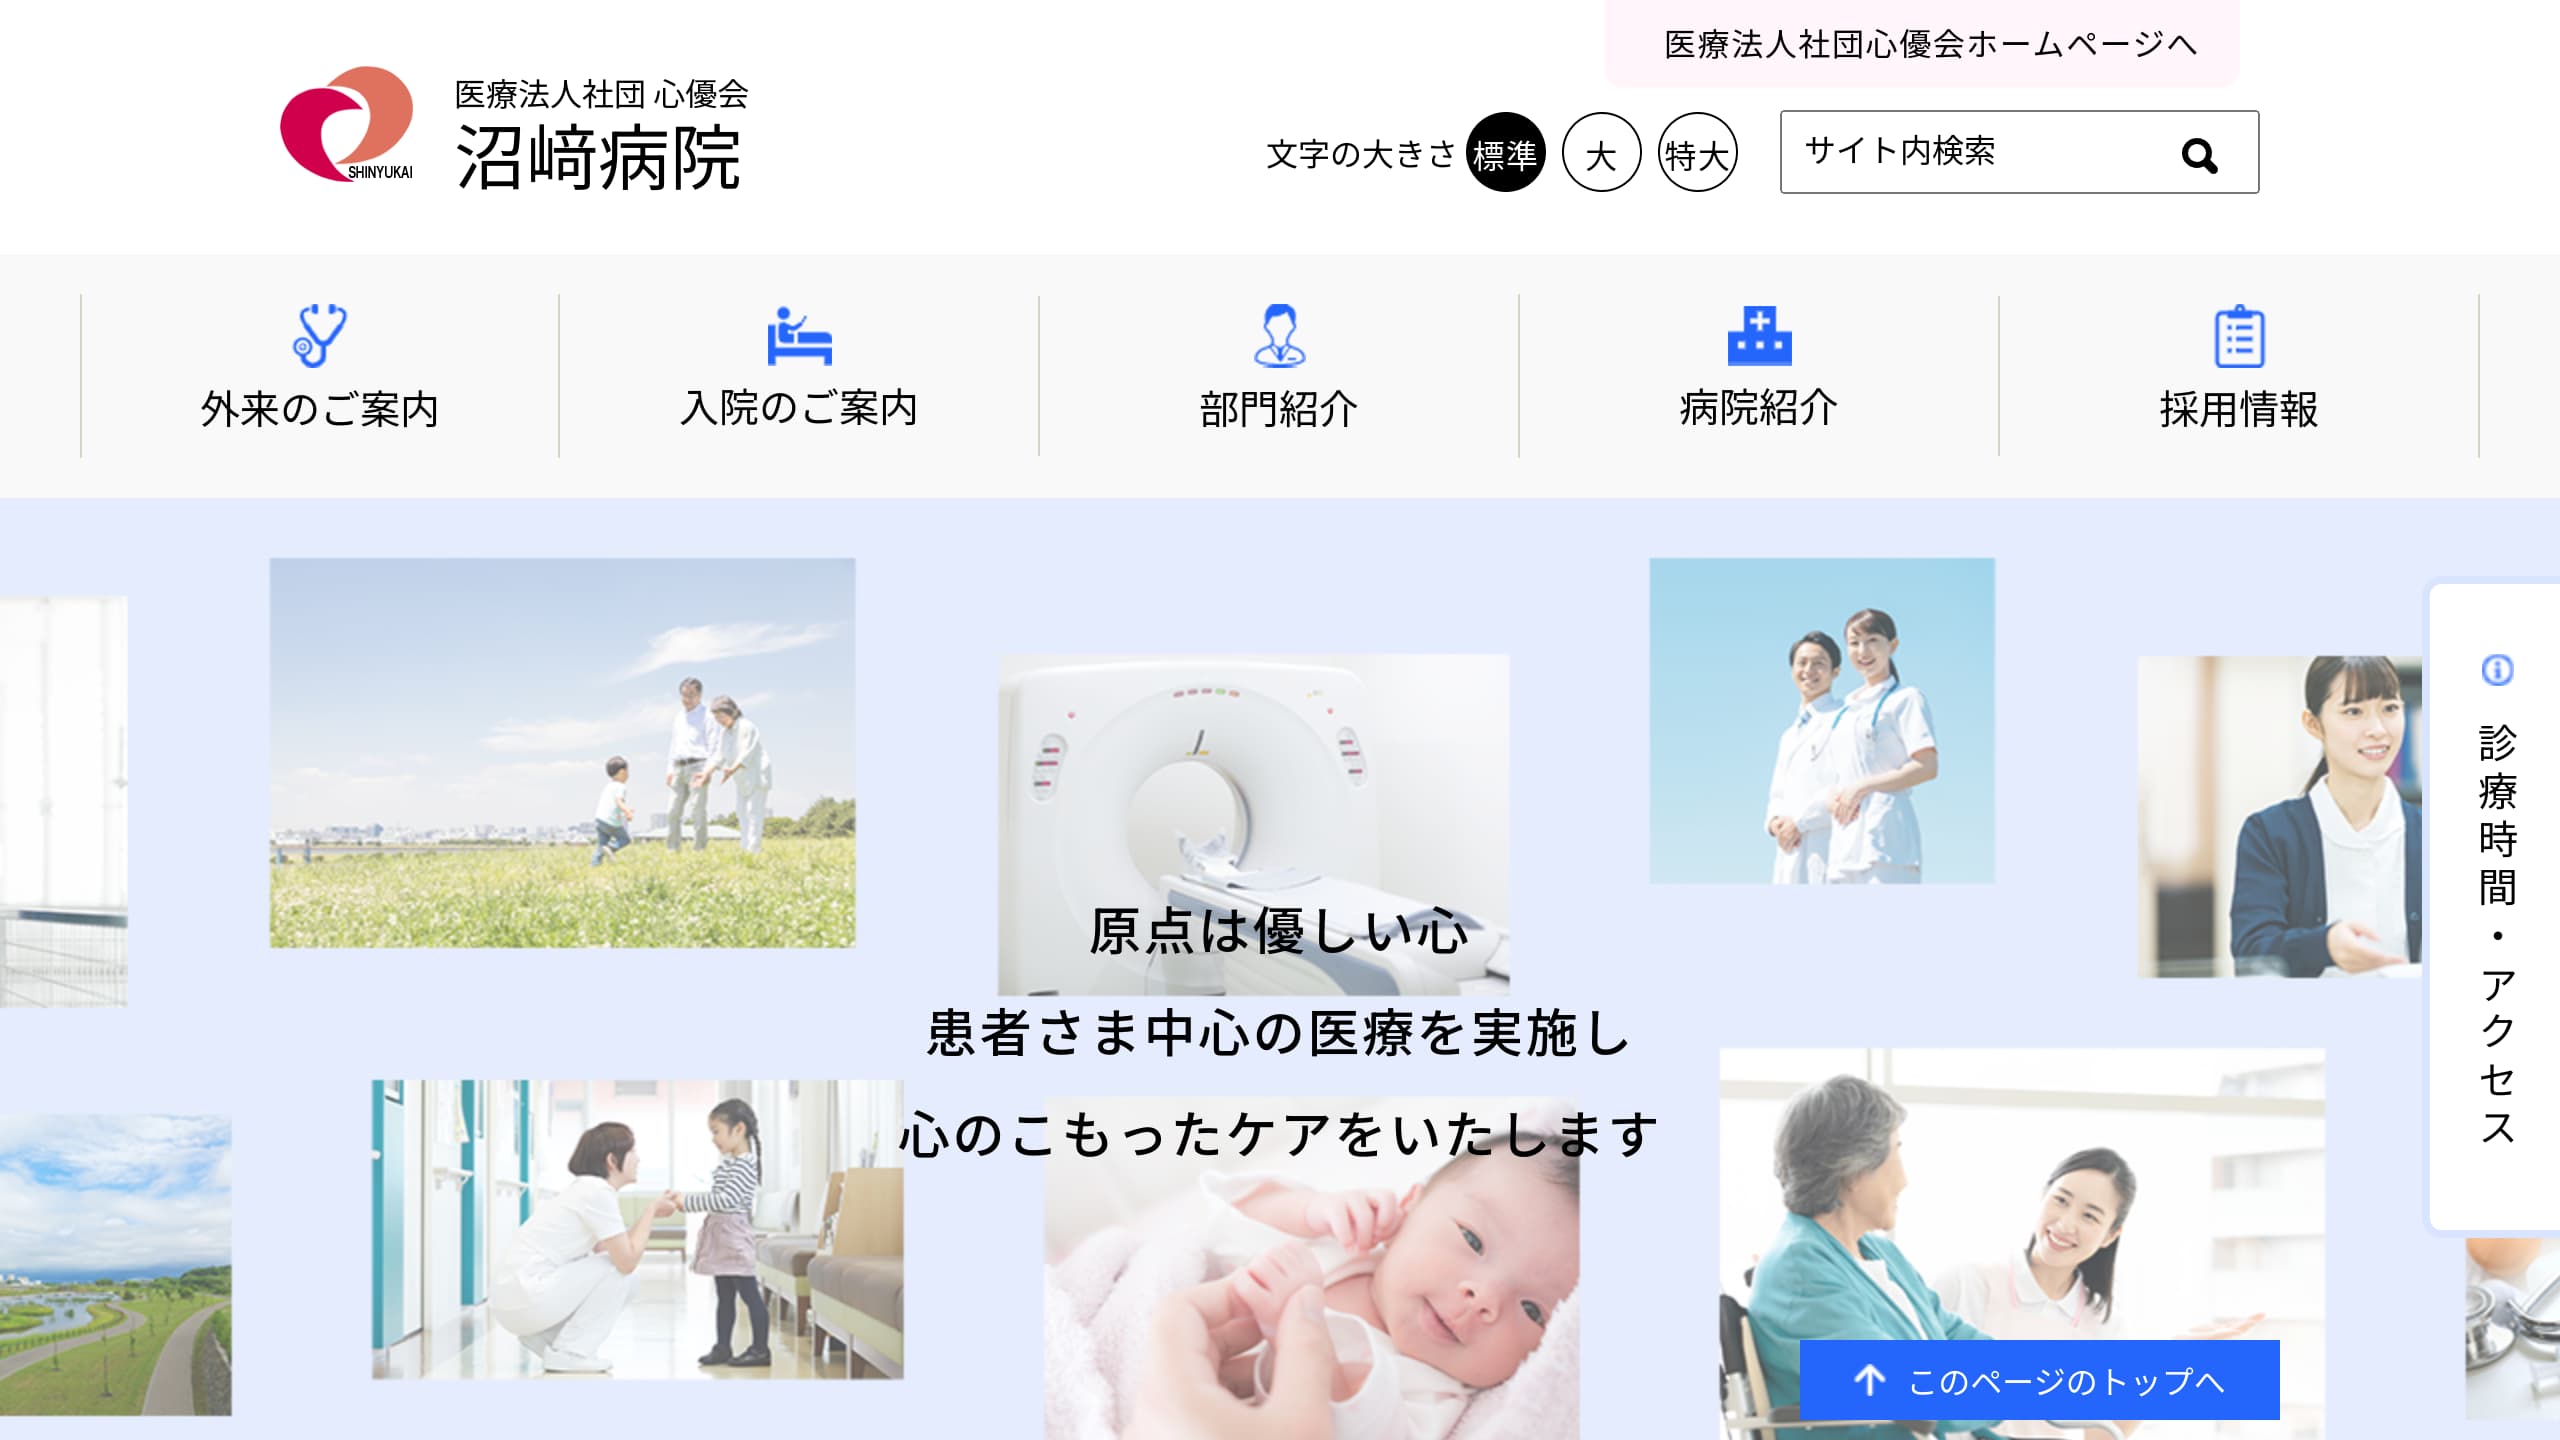 医療法人社団心優会ホームページへ
SHINYUKAI
医療法人社団 心優会
沼﨑病院
文字の大きさ 標準 大 特大
サイト内検索
外来のご案内
入院のご案内
部門紹介
病院紹介
採用情報
原点は優しい心
患者さま中心の医療を実施し
心のこもったケアをいたします
診療時間・アクセス
このページのトップへ